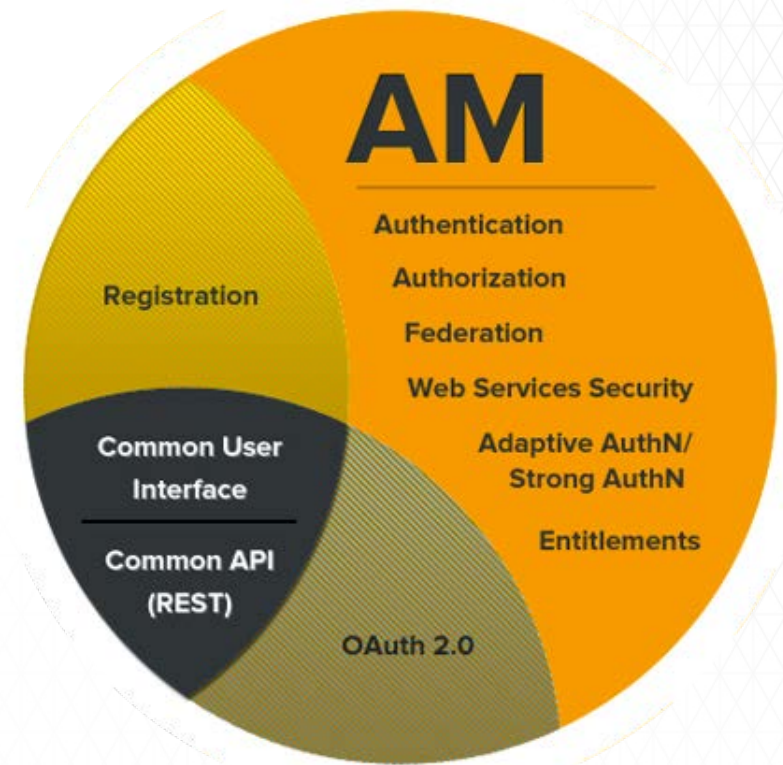 AM
Authentication
Authorization
Registration
Federation
Web Services Security
Common User
Interface
Adaptive AuthN/
Strong AuthN
Entitlements
Common API
(REST)
OAuth 2.0